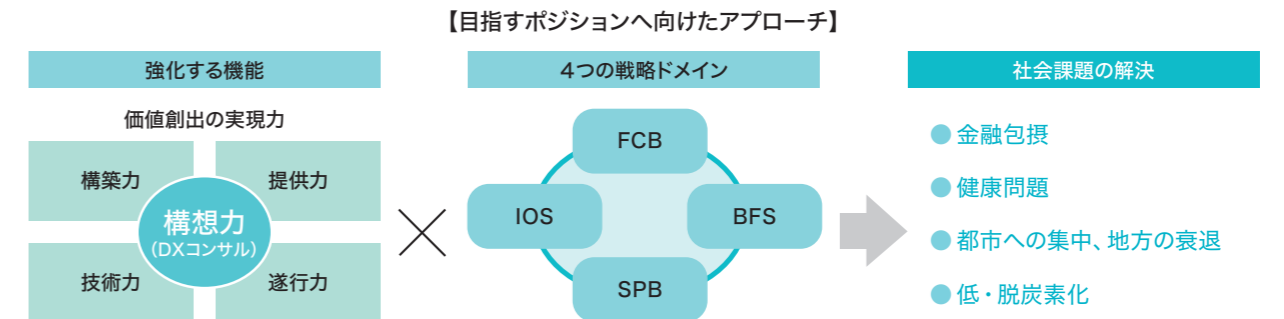 【目指すポジションへ向けたアプローチ】
強化する機能
価値創出の実現力
構築力
提供力
構想力
（DXコンサル）
技術力
遂行力
4つの戦略ドメイン
FCB
IOS
BFS
SPB
社会課題の解決
●金融包摂
●健康問題
●都市への集中、地方の衰退
●低・脱炭素化